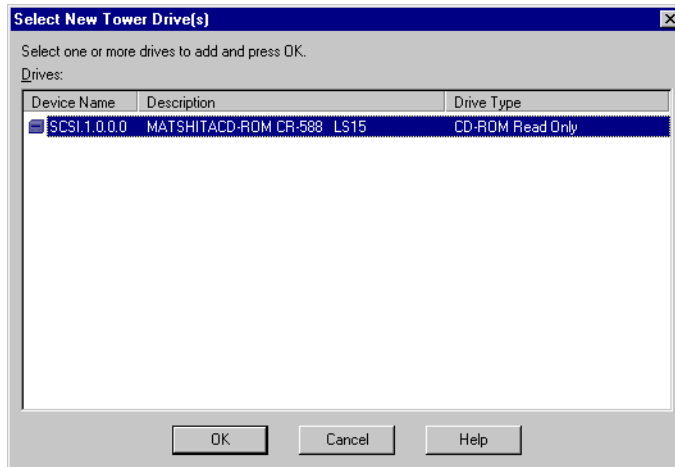 Select New Tower Drive(s)
Select one or more drives to add and press OK.
Drives:
Device Name Description Drive Type
SCSI.1.0.0.0 MATSHITACD-ROM CR-588 LS15 CD-ROM Read Only
OK Cancel Help